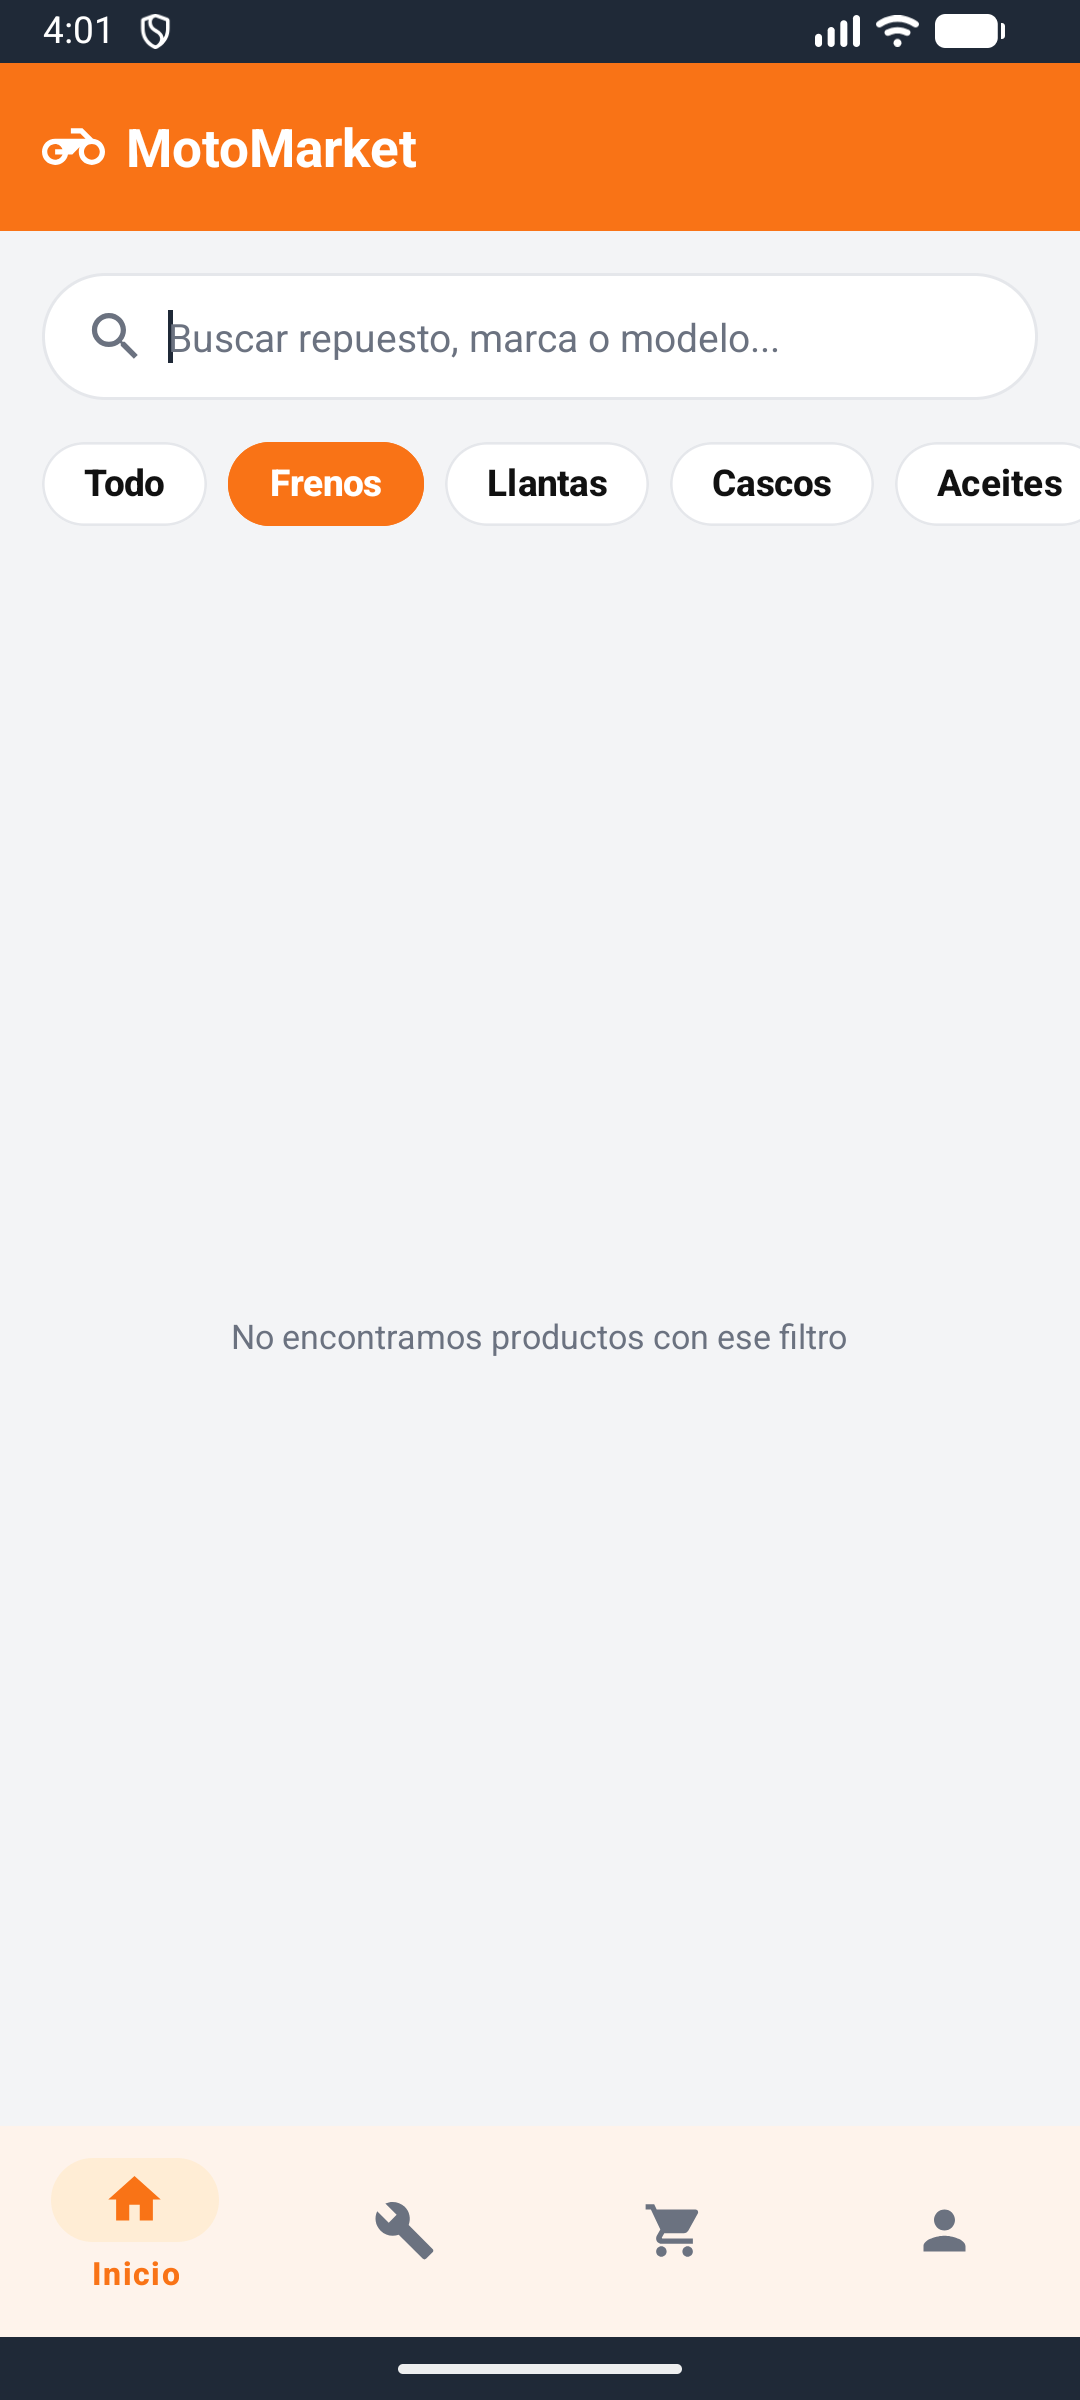 4:01
MotoMarket
Buscar repuesto, marca o modelo...
Todo Frenos Llantas Cascos Aceites
No encontramos productos con ese filtro
Inicio